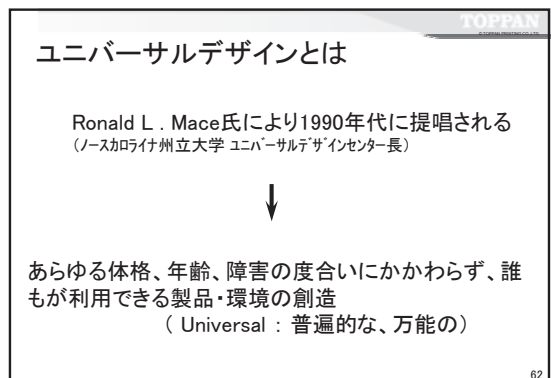 TOPPAN
© TOPPAN PRINTING CO.,LTD.
ユニバーサルデザインとは
Ronald L . Mace氏により1990年代に提唱される
（ﾉｰｽｶﾛﾗｲﾅ州立大学 ﾕﾆﾊﾞｰｻﾙﾃﾞｻﾞｲﾝｾﾝﾀｰ長）
あらゆる体格、年齢、障害の度合いにかかわらず、誰
もが利用できる製品・環境の創造
（ Universal : 普遍的な、万能の）
62